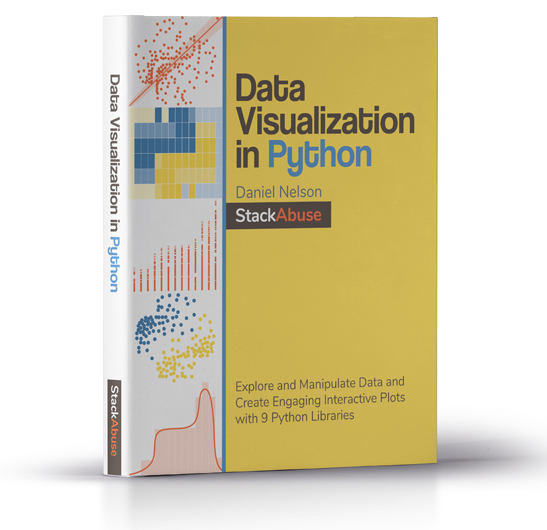 Data Visualization in Python
StackAbuse
Data
Visualization
in Python
Daniel Nelson
StackAbuse
Explore and Manipulate Data and
Create Engaging Interactive Plots
with 9 Python Libraries